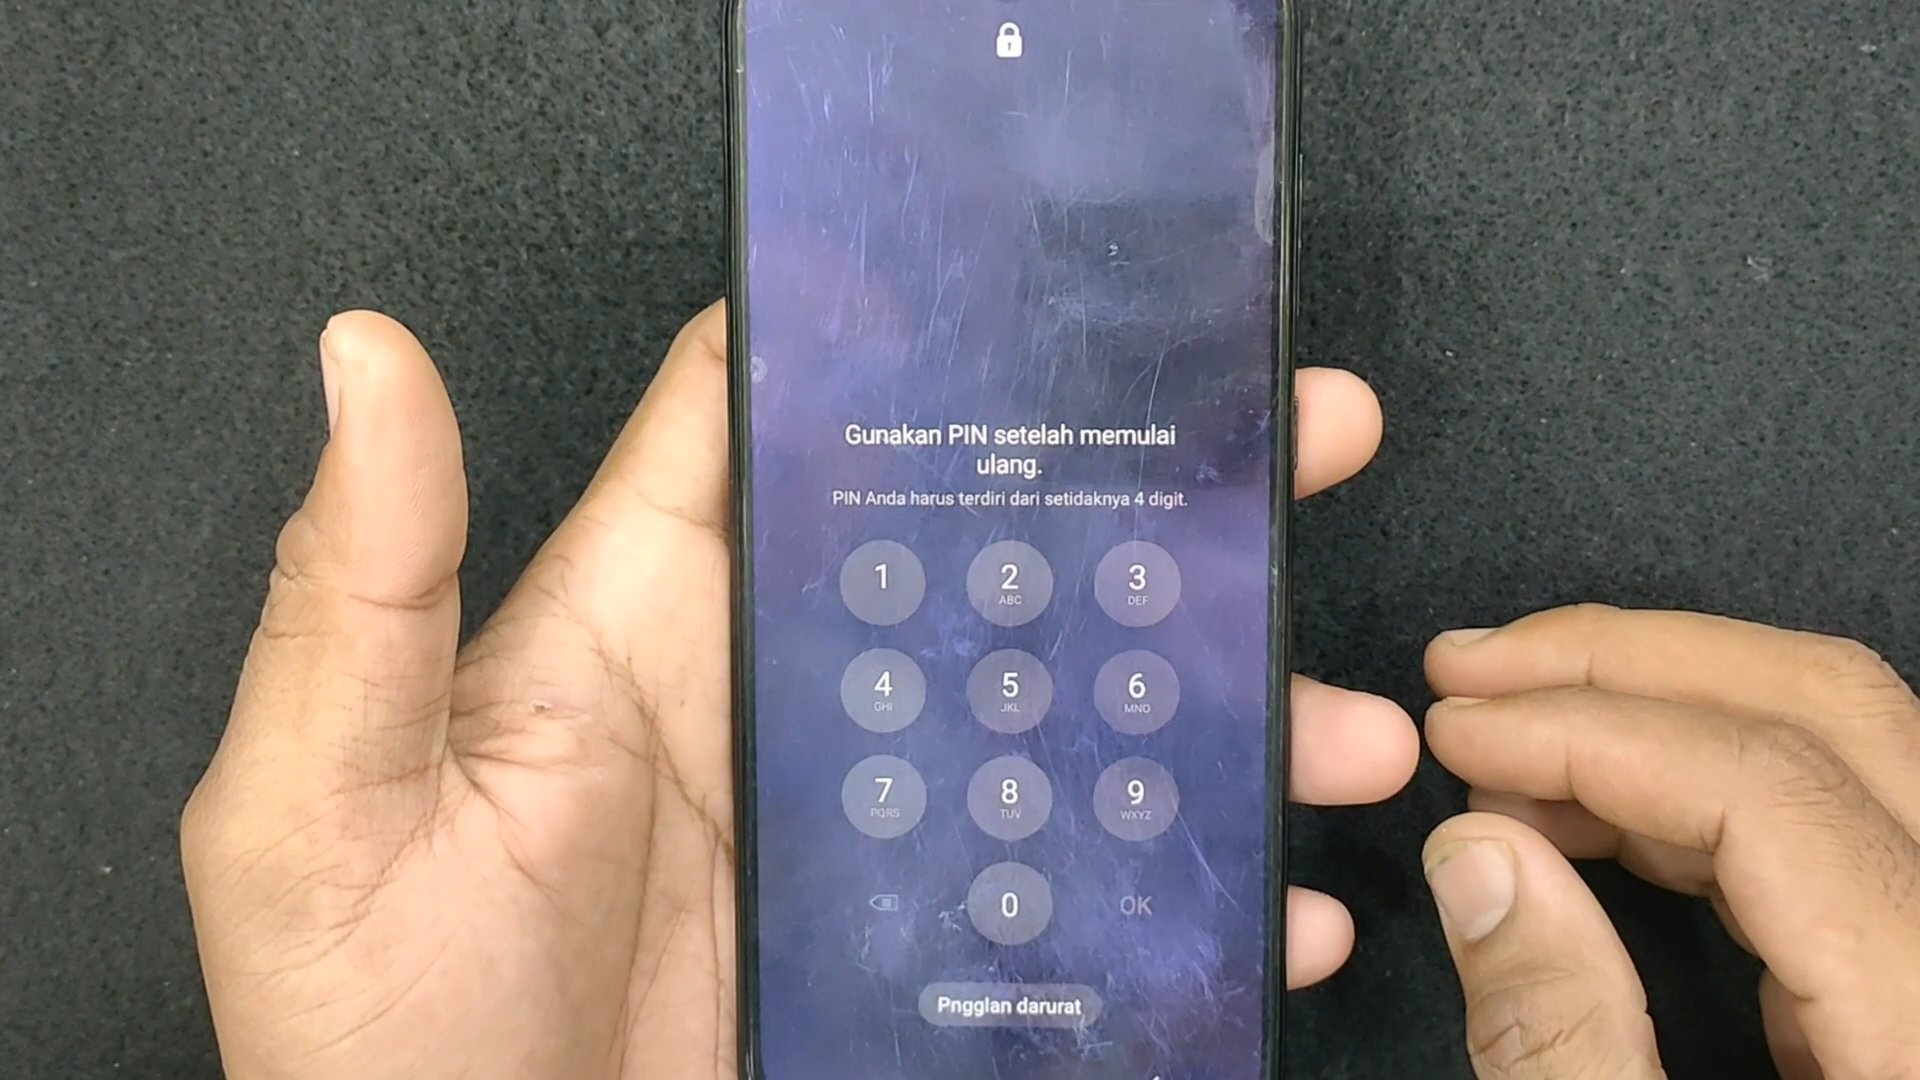 Gunakan PIN setelah memulai
ulang.
PIN Anda harus terdiri dari setidaknya 4 digit.
1 2 3
ABC DEF
4 5 6
GHI JKL MNO
7 8 9
PQRS TUV WXYZ
0 OK
Pnggln darurat